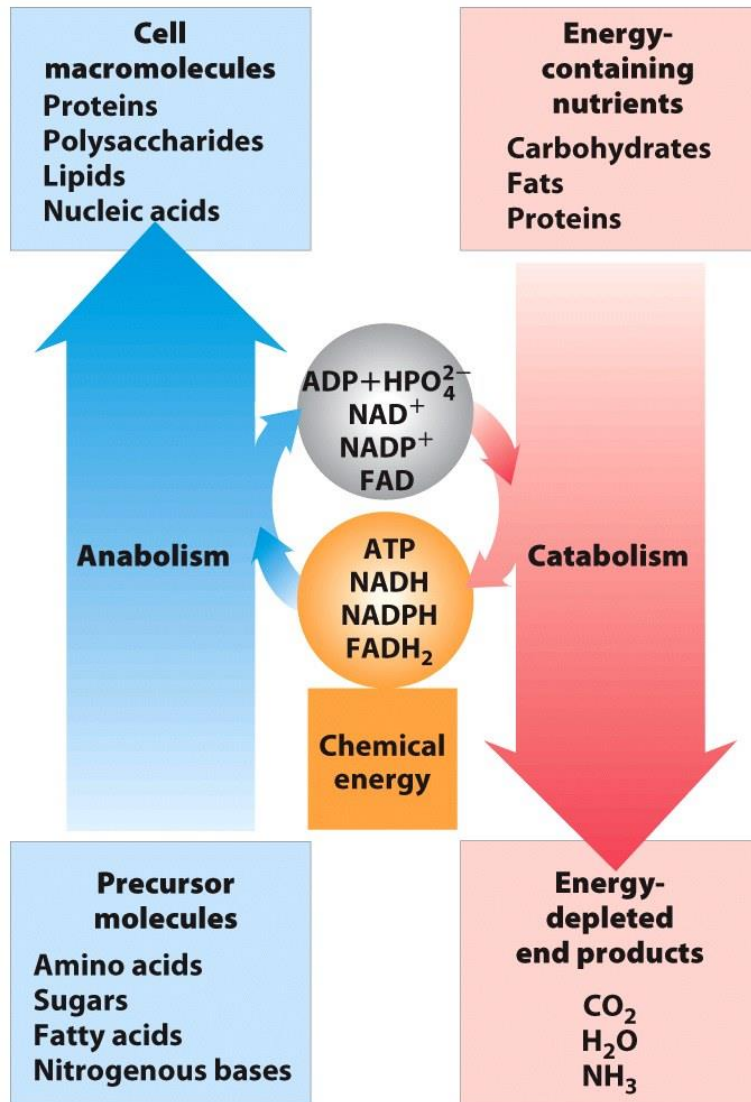 Cell
macromolecules
Proteins
Polysaccharides
Lipids
Nucleic acids
Energy-
containing
nutrients
Carbohydrates
Fats
Proteins
ADP+HPO₄²⁻
NAD⁺
NADP⁺
FAD
Anabolism
ATP
NADH
NADPH
FADH₂
Catabolism
Chemical
energy
Precursor
molecules
Amino acids
Sugars
Fatty acids
Nitrogenous bases
Energy-
depleted
end products
CO₂
H₂O
NH₃